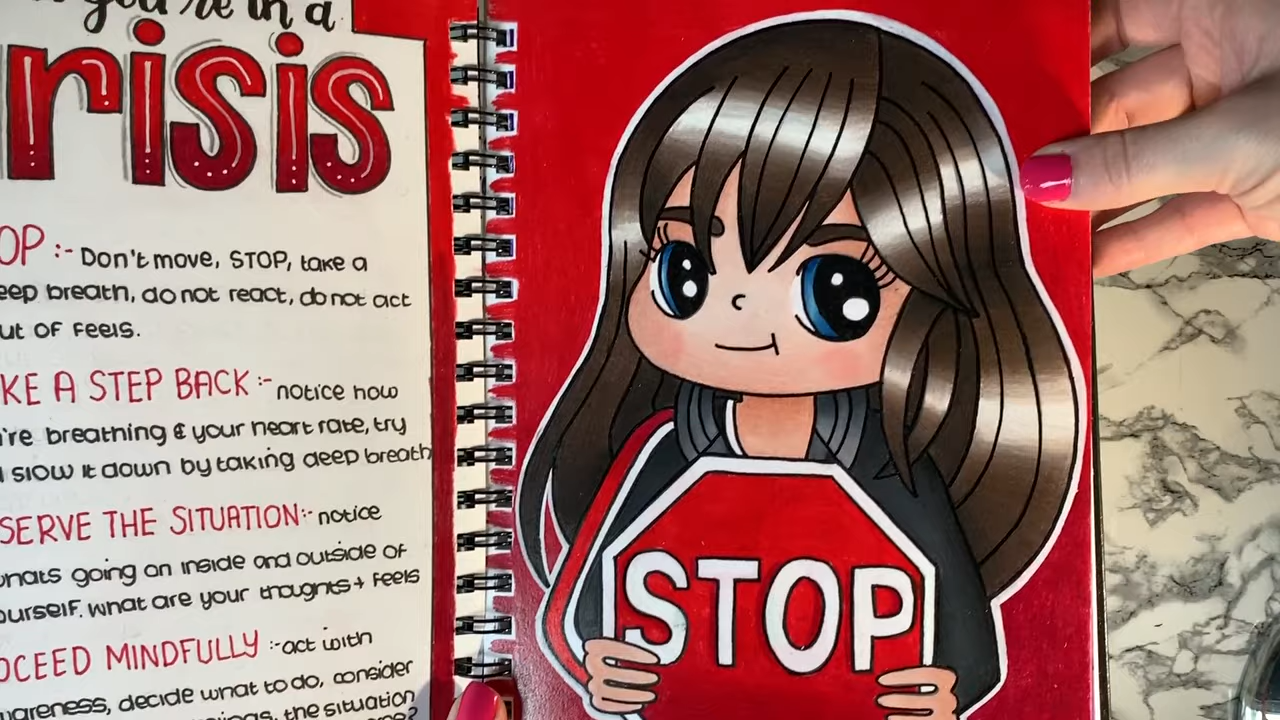 you're in a
risis
OP :- Don't move, STOP, take a
eep breath, do not react, do not act
ut of feels.
KE A STEP BACK :- notice how
're breathing & your heart rate, try
slow it down by taking deep breath
SERVE THE SITUATION:- notice
whats going on inside and outside of
ourself. what are your thoughts + feels
OCEED MINDFULLY :- act with
wareness, decide what to do, consider
the situation
STOP